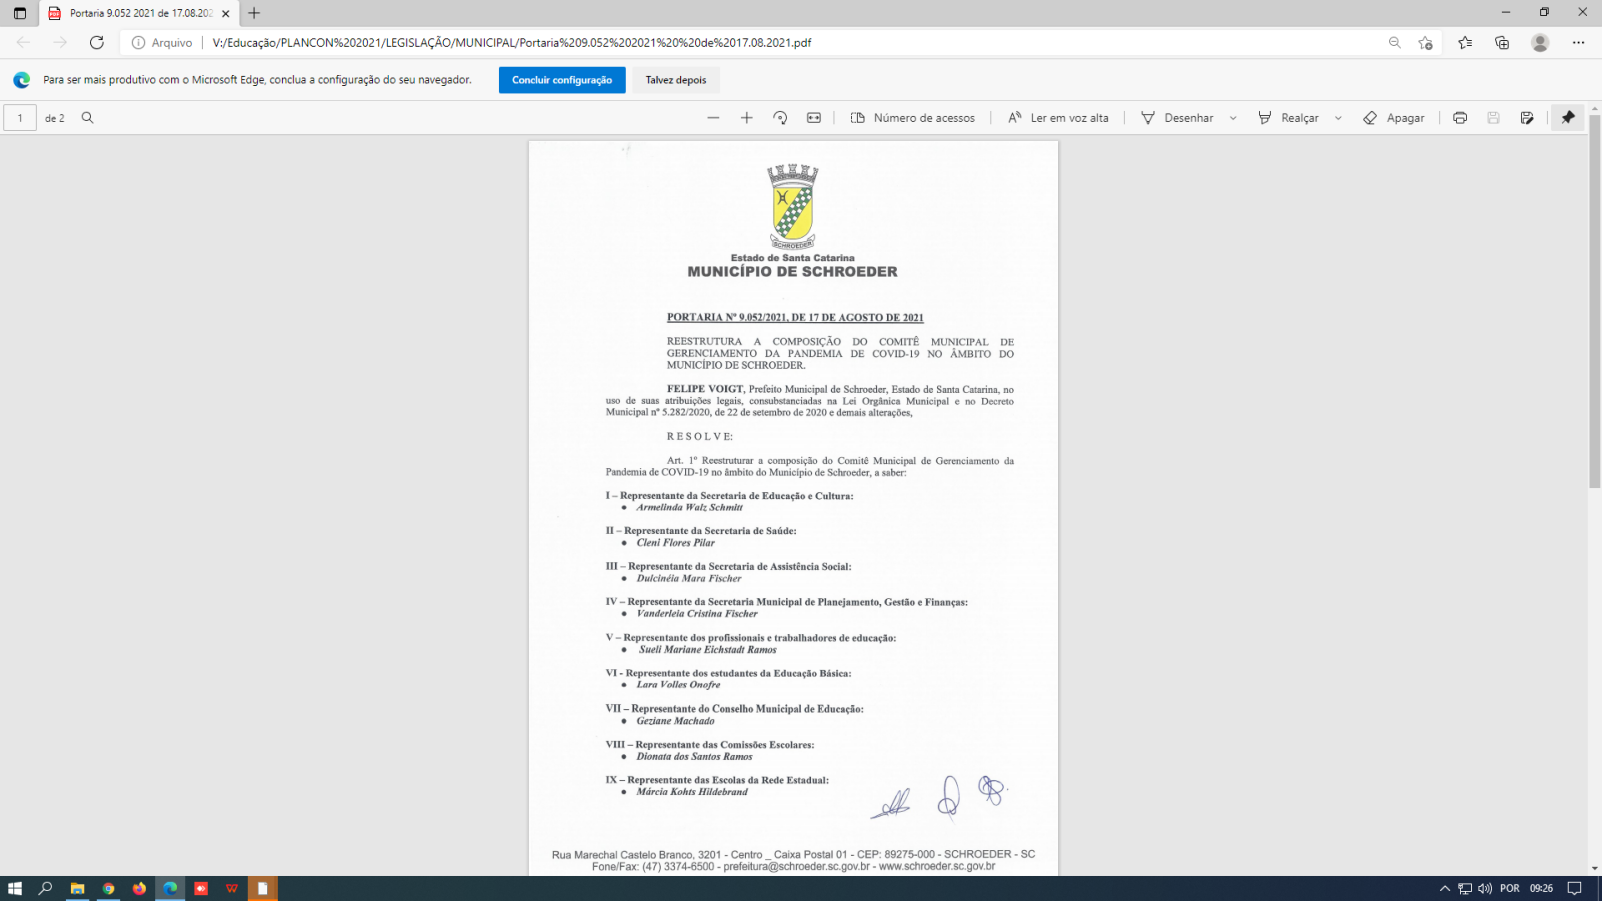 Portaria 9.052 2021 de 17.08.202
Arquivo
V:/Educação/PLANCON%202021/LEGISLAÇÃO/MUNICIPAL/Portaria%209.052%202021%20%20de%2017.08.2021.pdf
Para ser mais produtivo com o Microsoft Edge, conclua a configuração do seu navegador.
Concluir configuração
Talvez depois
1 de 2
Número de acessos
Ler em voz alta
Desenhar
Realçar
Apagar
SCHROEDER
Estado de Santa Catarina
MUNICÍPIO DE SCHROEDER
PORTARIA Nº 9.052/2021, DE 17 DE AGOSTO DE 2021
REESTRUTURA A COMPOSIÇÃO DO COMITÊ MUNICIPAL DE
GERENCIAMENTO DA PANDEMIA DE COVID-19 NO ÂMBITO DO
MUNICÍPIO DE SCHROEDER.
FELIPE VOIGT, Prefeito Municipal de Schroeder, Estado de Santa Catarina, no
uso de suas atribuições legais, consubstanciadas na Lei Orgânica Municipal e no Decreto
Municipal nº 5.282/2020, de 22 de setembro de 2020 e demais alterações,
R E S O L V E:
Art. 1º Reestruturar a composição do Comitê Municipal de Gerenciamento da
Pandemia de COVID-19 no âmbito do Município de Schroeder, a saber:
I – Representante da Secretaria de Educação e Cultura:
• Armelinda Walz Schmitt
II – Representante da Secretaria de Saúde:
• Cleni Flores Pilar
III – Representante da Secretaria de Assistência Social:
• Dulcinéia Mara Fischer
IV – Representante da Secretaria Municipal de Planejamento, Gestão e Finanças:
• Vanderleia Cristina Fischer
V – Representante dos profissionais e trabalhadores de educação:
• Sueli Mariane Eichstadt Ramos
VI - Representante dos estudantes da Educação Básica:
• Lara Volles Onofre
VII – Representante do Conselho Municipal de Educação:
• Geziane Machado
VIII – Representante das Comissões Escolares:
• Dionata dos Santos Ramos
IX – Representante das Escolas da Rede Estadual:
• Márcia Kohts Hildebrand
Rua Marechal Castelo Branco, 3201 - Centro _ Caixa Postal 01 - CEP: 89275-000 - SCHROEDER - SC
Fone/Fax: (47) 3374-6500 - prefeitura@schroeder.sc.gov.br - www.schroeder.sc.gov.br
POR
09:26